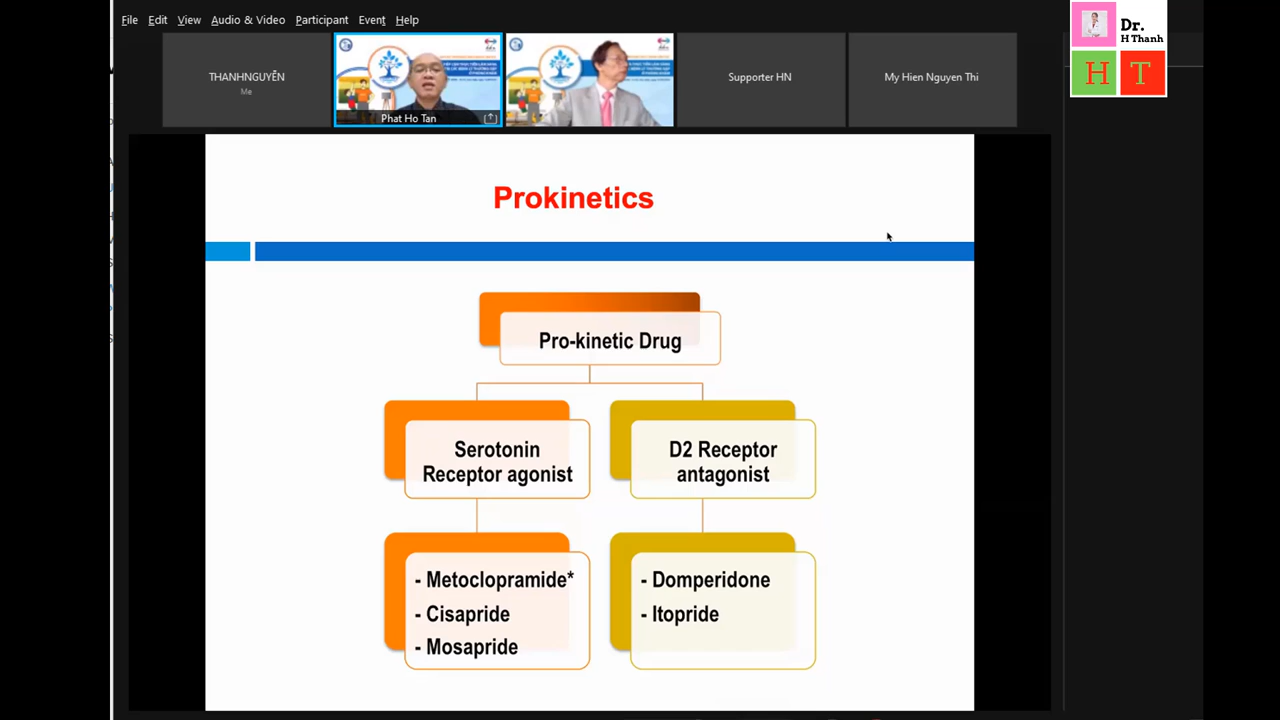 File Edit View Audio & Video Participant Event Help
Dr.
H Thanh
H T
THANHNGUYỄN
Me
Phat Ho Tan
Supporter HN
My Hien Nguyen Thi
Prokinetics
Pro-kinetic Drug
Serotonin
Receptor agonist
D2 Receptor
antagonist
- Metoclopramide*
- Cisapride
- Mosapride
- Domperidone
- Itopride